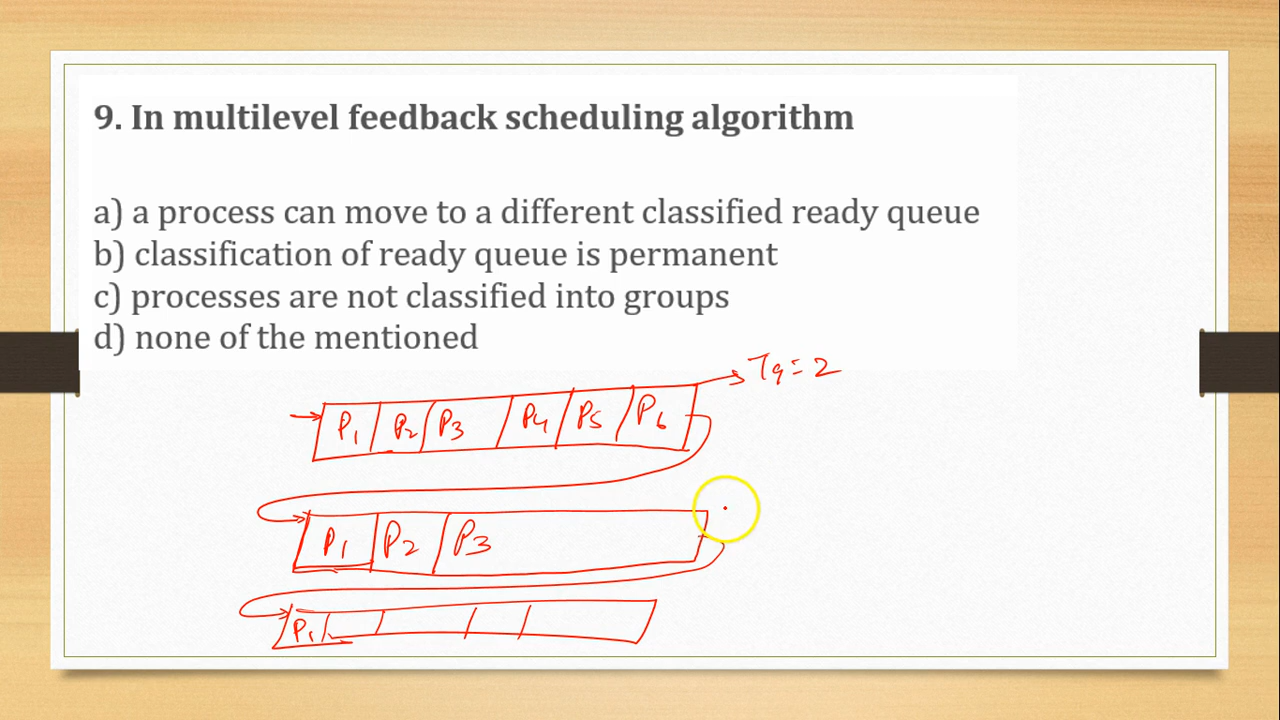 9. In multilevel feedback scheduling algorithm
a) a process can move to a different classified ready queue
b) classification of ready queue is permanent
c) processes are not classified into groups
d) none of the mentioned
Tq = 2
P1 P2 P3 P4 P5 P6
P1 P2 P3
P1